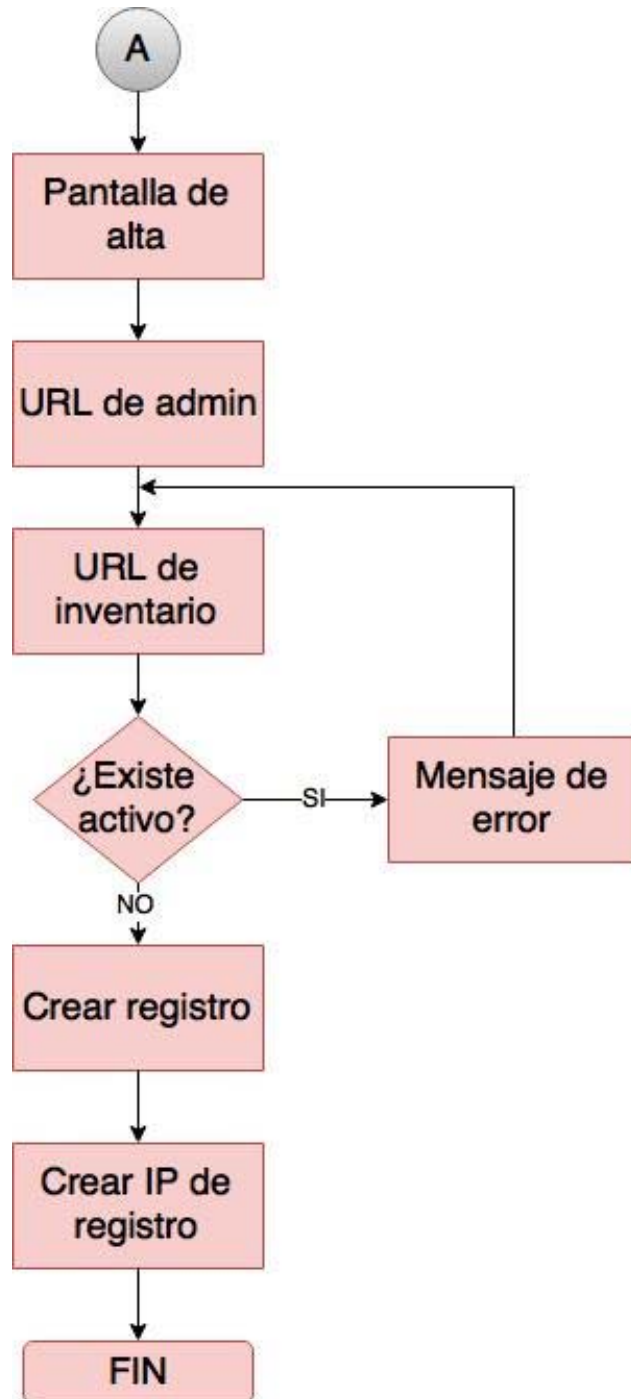 A
Pantalla de
alta
URL de admin
URL de
inventario
¿Existe
activo?
SI
Mensaje de
error
NO
Crear registro
Crear IP de
registro
FIN